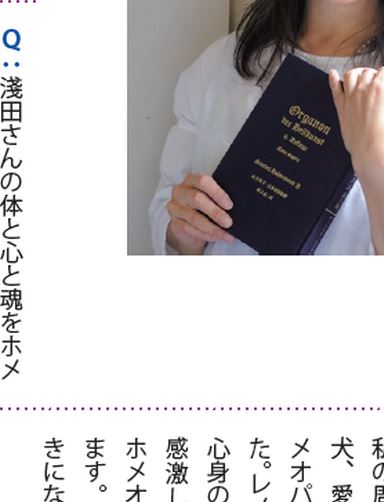 Q：淺田さんの体と心と魂をホメ
Organon
der Heilkunst
6. Auflage
私の周
犬、愛
メオパ
た。レ
心身の
感激し
ホメオ
ます。
きにな